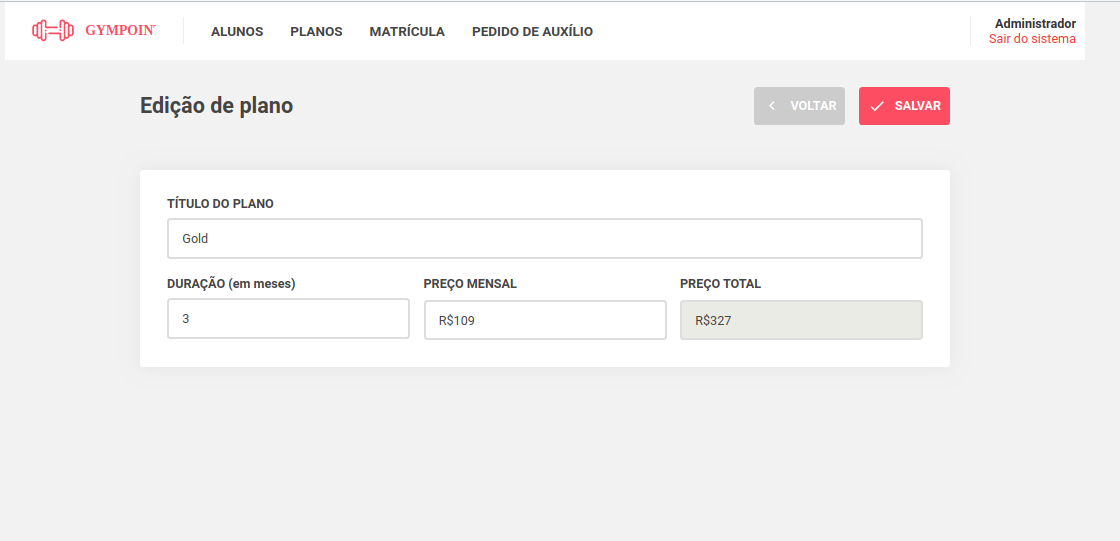 GYMPOINT ALUNOS PLANOS MATRÍCULA PEDIDO DE AUXÍLIO Administrador
Sair do sistema
Edição de plano VOLTAR SALVAR
TÍTULO DO PLANO
Gold
DURAÇÃO (em meses) PREÇO MENSAL PREÇO TOTAL
3 R$109 R$327